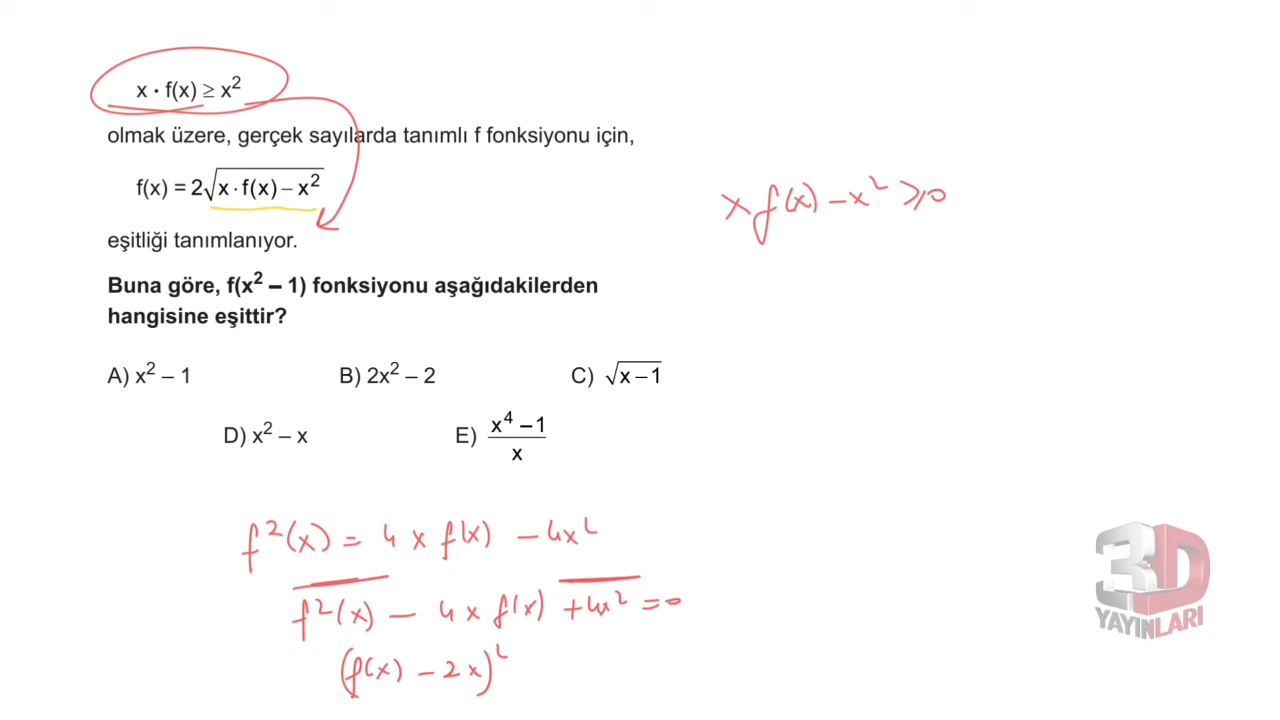 x · f(x) ≥ x²
olmak üzere, gerçek sayılarda tanımlı f fonksiyonu için,
f(x) = 2√(x · f(x) – x²)
x f(x) – x² ≥ 0
eşitliği tanımlanıyor.
Buna göre, f(x² – 1) fonksiyonu aşağıdakilerden
hangisine eşittir?
A) x² – 1 B) 2x² – 2 C) √(x – 1)
D) x² – x E) (x⁴ – 1)/x
f²(x) = 4 x f(x) – 4x²
f²(x) – 4 x f(x) + 4x² = 0
(f(x) – 2x)²
3D
YAYINLARI